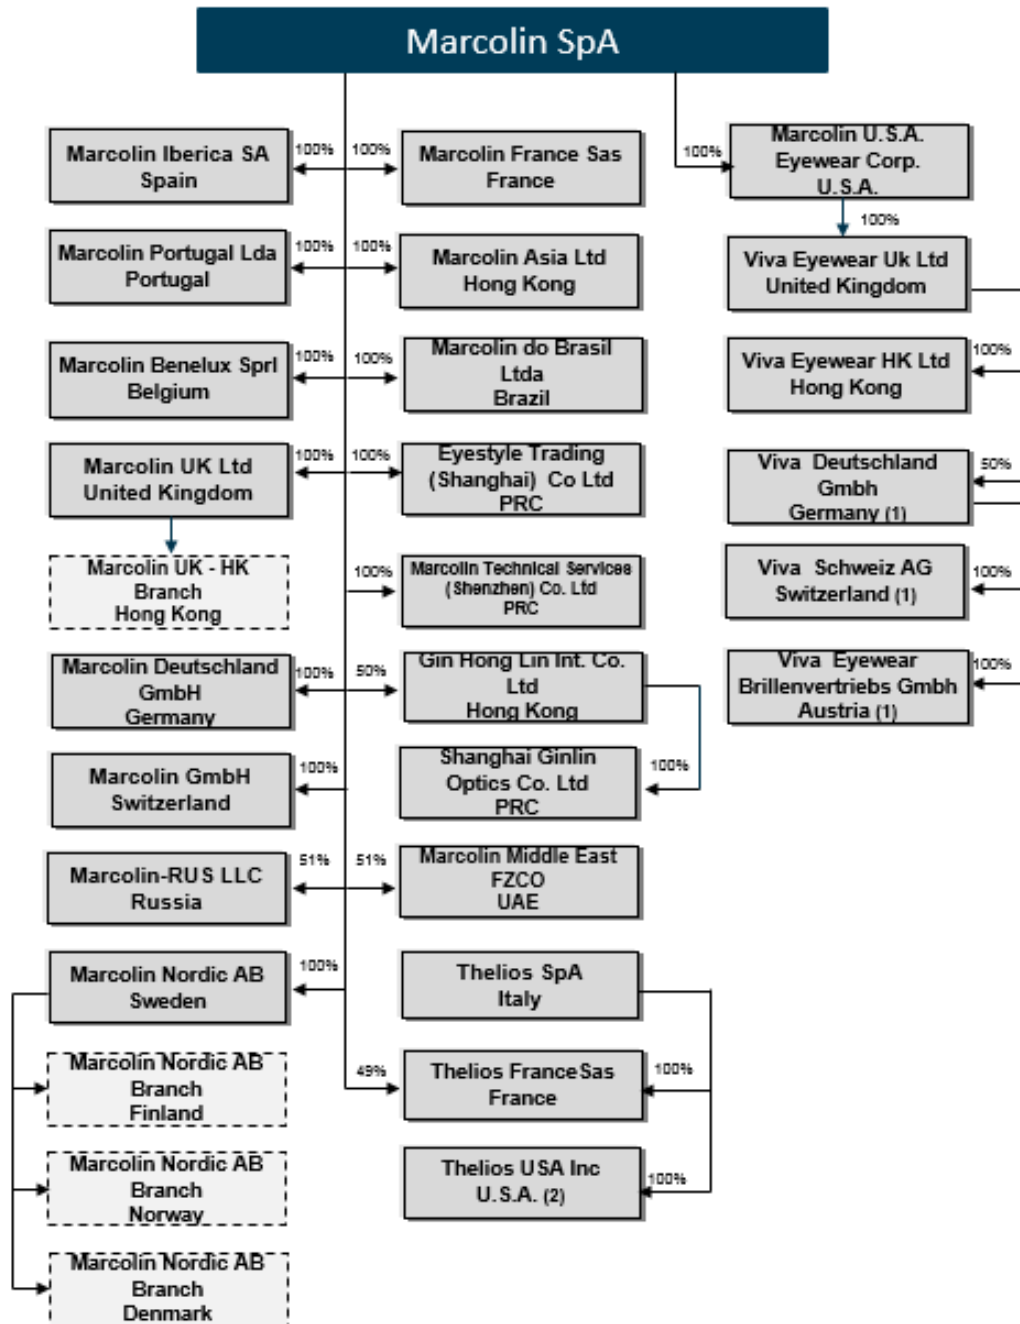 Marcolin SpA
Marcolin Iberica SA
Spain
100%
100%
Marcolin France Sas
France
100%
Marcolin U.S.A.
Eyewear Corp.
U.S.A.
100%
Marcolin Portugal Lda
Portugal
100%
100%
Marcolin Asia Ltd
Hong Kong
Viva Eyewear Uk Ltd
United Kingdom
Marcolin Benelux Sprl
Belgium
100%
100%
Marcolin do Brasil
Ltda
Brazil
Viva Eyewear HK Ltd
Hong Kong
100%
Marcolin UK Ltd
United Kingdom
100%
100%
Eyestyle Trading
(Shanghai) Co Ltd
PRC
Viva Deutschland
Gmbh
Germany (1)
50%
Marcolin UK - HK
Branch
Hong Kong
100%
Marcolin Technical Services
(Shenzhen) Co. Ltd
PRC
Viva Schweiz AG
Switzerland (1)
100%
Marcolin Deutschland
GmbH
Germany
100%
50%
Gin Hong Lin Int. Co.
Ltd
Hong Kong
Viva Eyewear
Brillenvertriebs Gmbh
Austria (1)
100%
Marcolin GmbH
Switzerland
100%
Shanghai Ginlin
Optics Co. Ltd
PRC
100%
Marcolin-RUS LLC
Russia
51%
51%
Marcolin Middle East
FZCO
UAE
Marcolin Nordic AB
Sweden
100%
Thelios SpA
Italy
Marcolin Nordic AB
Branch
Finland
49%
Thelios France Sas
France
100%
Marcolin Nordic AB
Branch
Norway
Thelios USA Inc
U.S.A. (2)
100%
Marcolin Nordic AB
Branch
Denmark